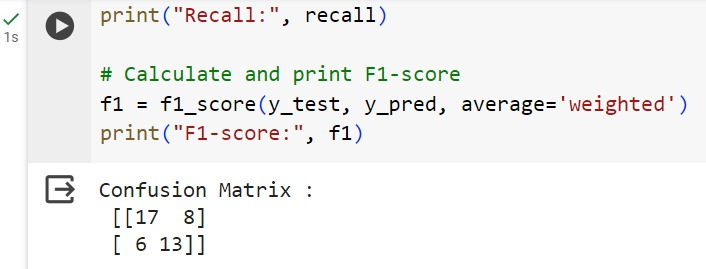 print("Recall:", recall)
1s
# Calculate and print F1-score
f1 = f1_score(y_test, y_pred, average='weighted')
print("F1-score:", f1)
Confusion Matrix :
[[17  8]
[ 6 13]]